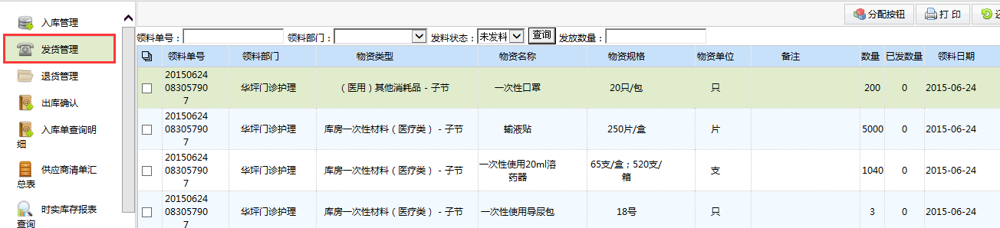 入库管理
发货管理
退货管理
出库确认
入库单查询明
细
供应商清单汇
总表
时实库存报表
查询
分配按钮 打 印
领料单号： 领料部门： 发料状态：未发料 查询 发放数量：
领料单号 领料部门 物资类型 物资名称 物资规格 物资单位 备注 数量 已发数量 领料日期
20150624
08305790
7
华坪门诊护理 （医用）其他消耗品 - 子节 一次性口罩 20只/包 只 200 0 2015-06-24
20150624
08305790
7
华坪门诊护理 库房一次性材料（医疗类） - 子节 输液贴 250片/盒 片 5000 0 2015-06-24
20150624
08305790
7
华坪门诊护理 库房一次性材料（医疗类） - 子节
一次性使用20ml溶
药器
65支/盒；520支/
箱
支 1040 0 2015-06-24
20150624
08305790
7
华坪门诊护理 库房一次性材料（医疗类） - 子节 一次性使用导尿包 18号 只 3 0 2015-06-24